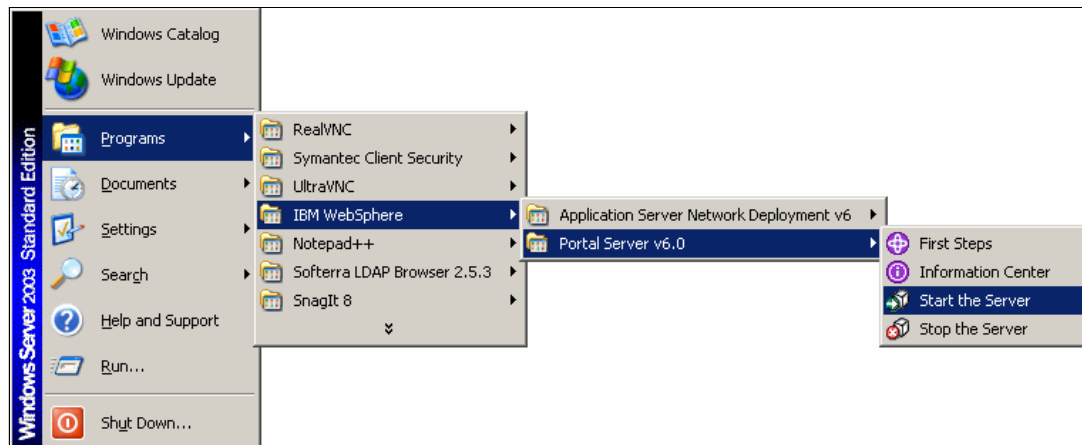 Windows Server 2003 Standard Edition
Windows Catalog
Windows Update
Programs
Documents
Settings
Search
Help and Support
Run...
Shut Down...
RealVNC
Symantec Client Security
UltraVNC
IBM WebSphere
Notepad++
Softerra LDAP Browser 2.5.3
SnagIt 8
Application Server Network Deployment v6
Portal Server v6.0
First Steps
Information Center
Start the Server
Stop the Server